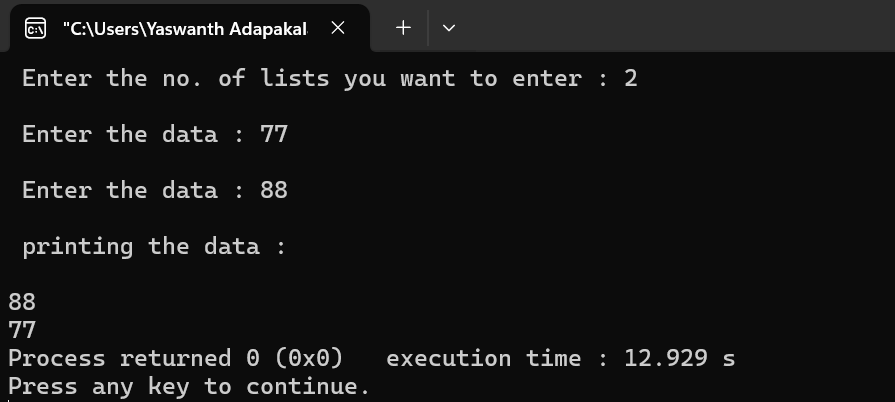 "C:\Users\Yaswanth Adapakal
Enter the no. of lists you want to enter : 2
Enter the data : 77
Enter the data : 88
printing the data :
88
77
Process returned 0 (0x0)   execution time : 12.929 s
Press any key to continue.